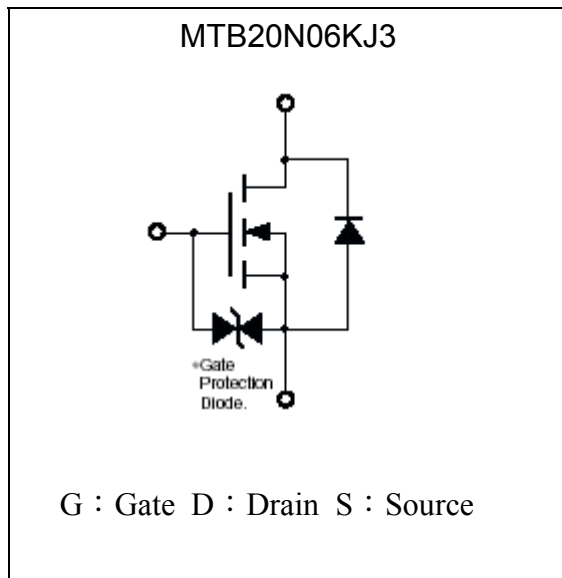 MTB20N06KJ3
*Gate
Protection
Diode.
G：Gate D：Drain S：Source